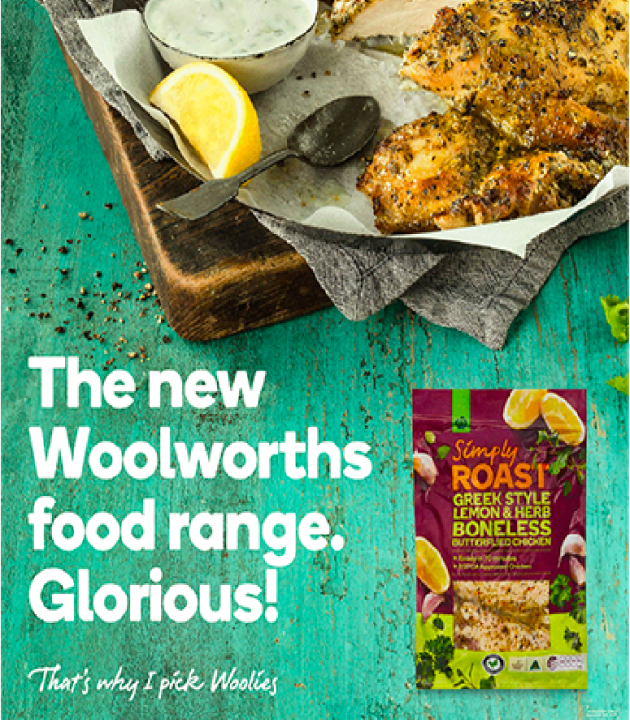 The new
Woolworths
food range.
Glorious!
That's why I pick Woolies
Simply
ROAST
GREEK STYLE
LEMON & HERB
BONELESS
BUTTERFLIED CHICKEN